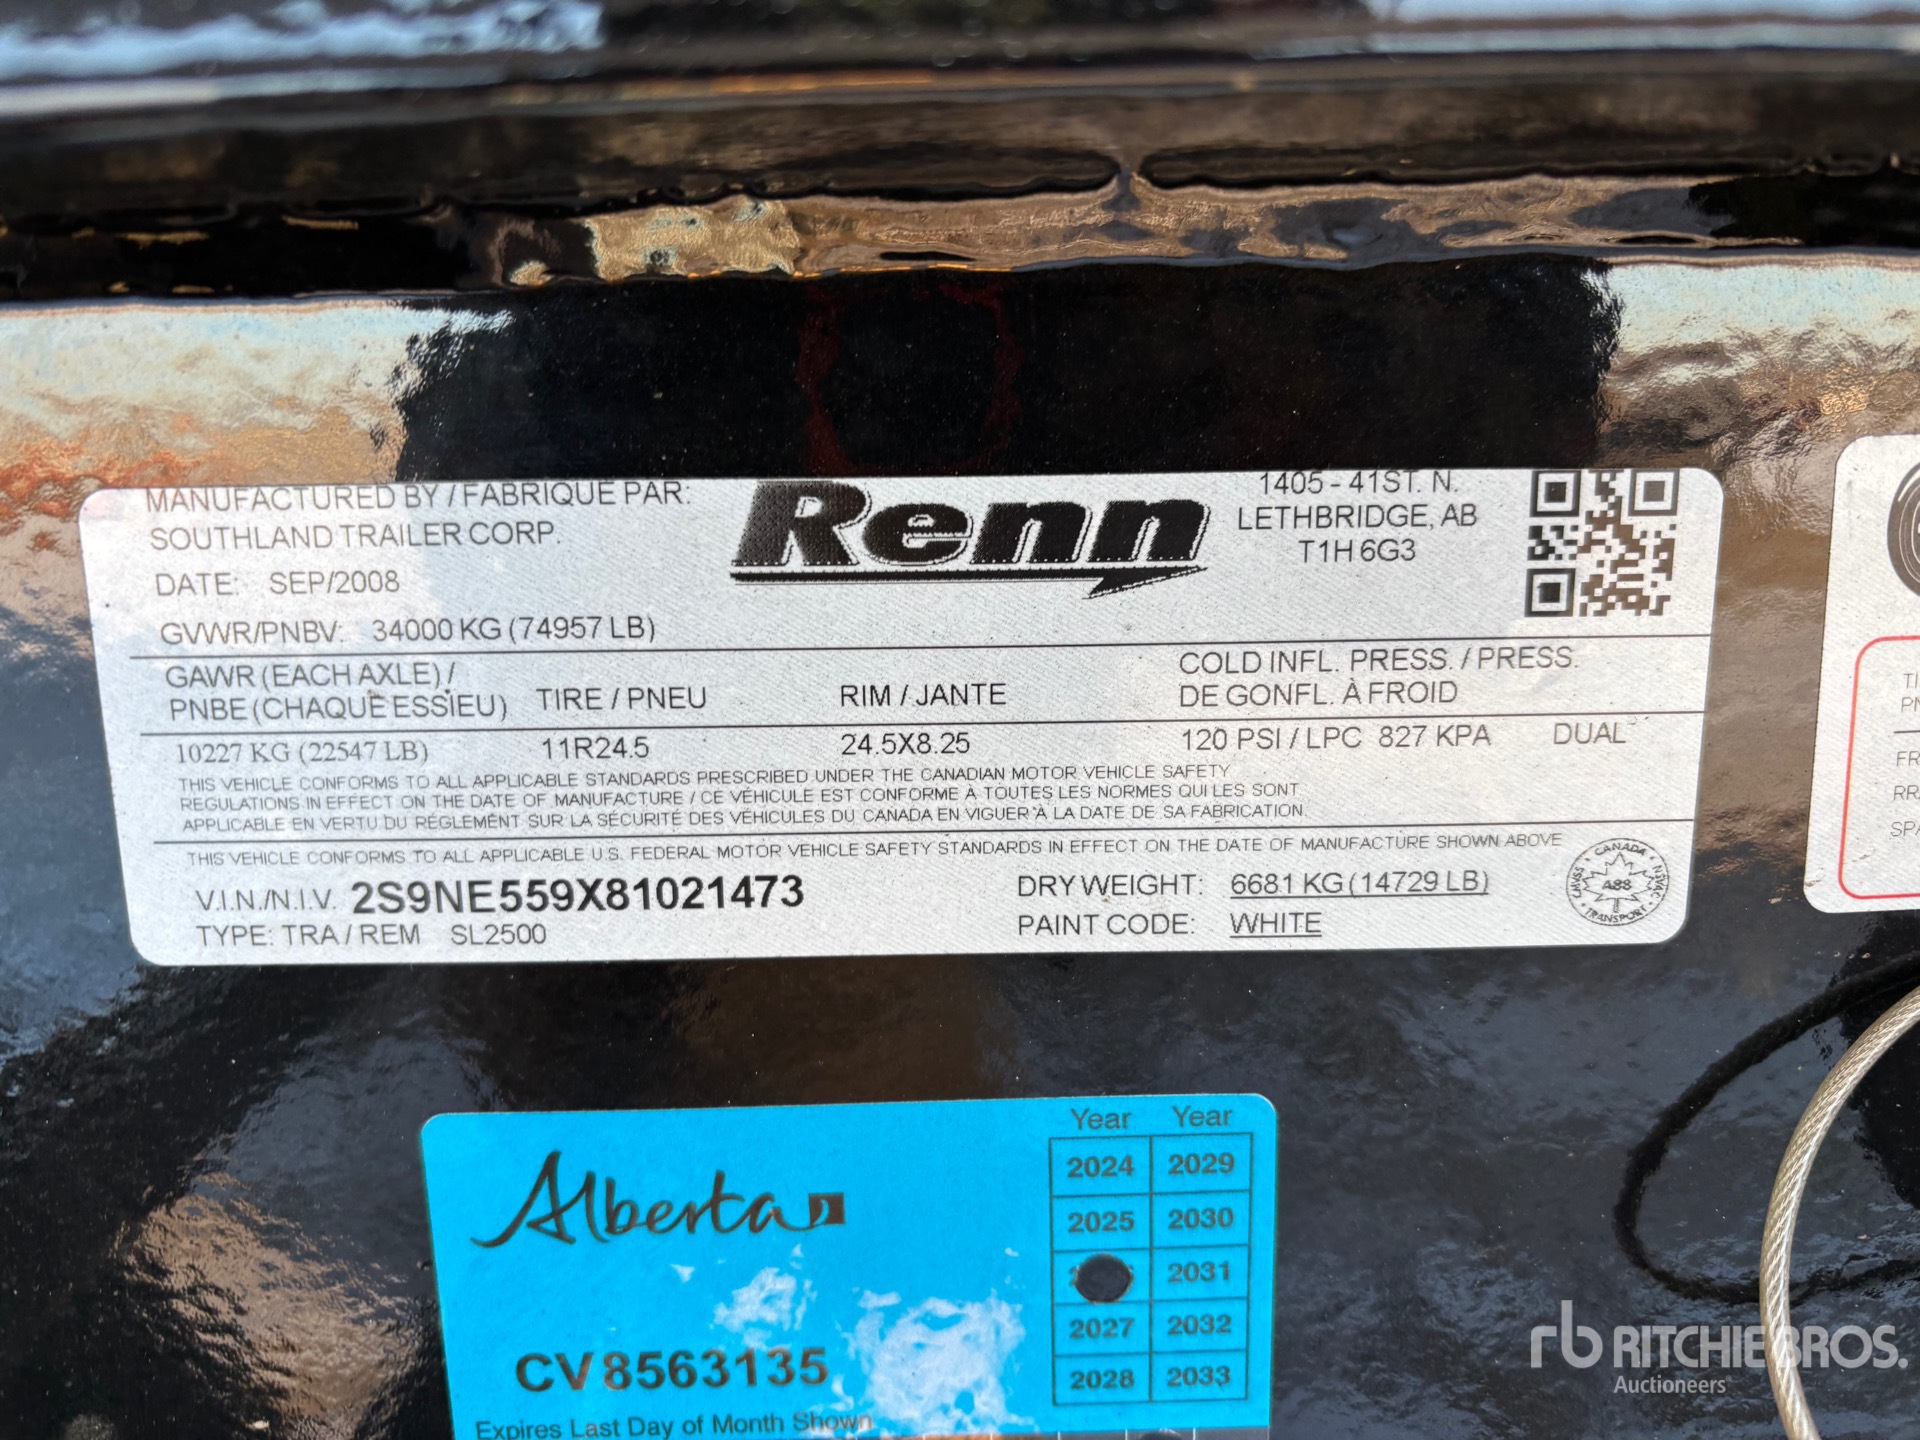 MANUFACTURED BY / FABRIQUE PAR:
SOUTHLAND TRAILER CORP.
DATE: SEP/2008
Renn
1405 - 41ST. N.
LETHBRIDGE, AB
T1H 6G3
GVWR/PNBV: 34000 KG (74957 LB)
GAWR (EACH AXLE) /
PNBE (CHAQUE ESSIEU)
TIRE / PNEU
RIM / JANTE
COLD INFL. PRESS. / PRESS.
DE GONFL. À FROID
10227 KG (22547 LB) 11R24.5 24.5X8.25 120 PSI / LPC 827 KPA DUAL
THIS VEHICLE CONFORMS TO ALL APPLICABLE STANDARDS PRESCRIBED UNDER THE CANADIAN MOTOR VEHICLE SAFETY
REGULATIONS IN EFFECT ON THE DATE OF MANUFACTURE / CE VÉHICULE EST CONFORME À TOUTES LES NORMES QUI LES SONT
APPLICABLE EN VERTU DU RÉGLEMENT SUR LA SÉCURITÉ DES VÉHICULES DU CANADA EN VIGUER À LA DATE DE SA FABRICATION.
THIS VEHICLE CONFORMS TO ALL APPLICABLE U.S. FEDERAL MOTOR VEHICLE SAFETY STANDARDS IN EFFECT ON THE DATE OF MANUFACTURE SHOWN ABOVE
V.I.N./N.I.V. 2S9NE559X81021473
TYPE: TRA / REM SL2500
DRY WEIGHT: 6681 KG (14729 LB)
PAINT CODE: WHITE
CANADA
TRANSPORT
Alberta
Year Year
2024 2029
2025 2030
2031
2027 2032
2028 2033
CV8563135
Expires Last Day of Month Shown
rb RITCHIE BROS.
Auctioneers